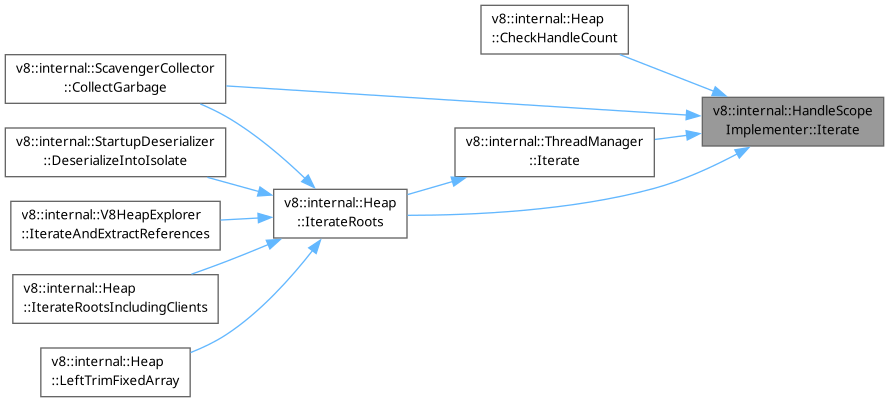 v8::internal::Heap
::CheckHandleCount
v8::internal::ScavengerCollector
::CollectGarbage
v8::internal::HandleScope
Implementer::Iterate
v8::internal::StartupDeserializer
::DeserializeIntoIsolate
v8::internal::ThreadManager
::Iterate
v8::internal::Heap
::IterateRoots
v8::internal::V8HeapExplorer
::IterateAndExtractReferences
v8::internal::Heap
::IterateRootsIncludingClients
v8::internal::Heap
::LeftTrimFixedArray